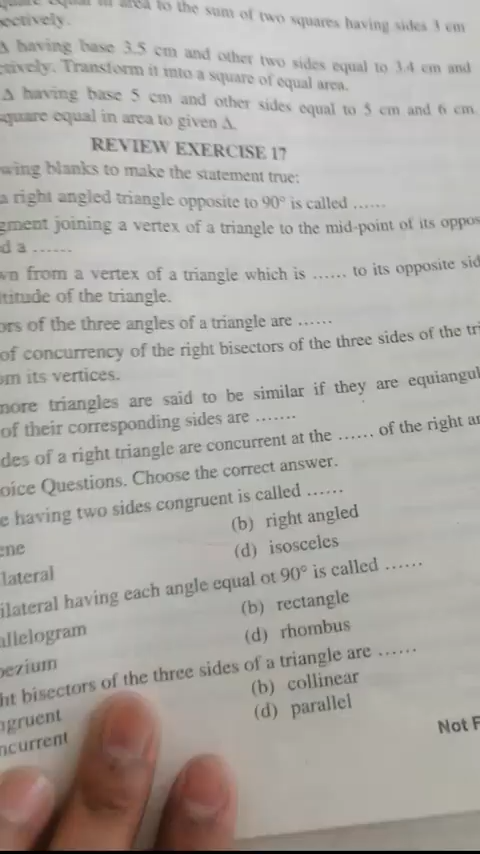 to the sum of two squares having sides 3 cm
ectively.
Δ having base 3.5 cm and other two sides equal to 3.4 cm and
ctively. Transform it into a square of equal area.
Δ having base 5 cm and other sides equal to 5 cm and 6 cm.
square equal in area to given Δ.
REVIEW EXERCISE 17
wing blanks to make the statement true:
a right angled triangle opposite to 90° is called ......
gment joining a vertex of a triangle to the mid-point of its oppos
d a ......
wn from a vertex of a triangle which is ...... to its opposite sid
ltitude of the triangle.
ors of the three angles of a triangle are ......
of concurrency of the right bisectors of the three sides of the tri
om its vertices.
more triangles are said to be similar if they are equiangul
of their corresponding sides are .......
des of a right triangle are concurrent at the ...... of the right an
oice Questions. Choose the correct answer.
e having two sides congruent is called ......
ene (b) right angled
lateral (d) isosceles
ilateral having each angle equal ot 90° is called ......
allelogram (b) rectangle
pezium (d) rhombus
ht bisectors of the three sides of a triangle are ......
ngruent (b) collinear
ncurrent (d) parallel
Not F